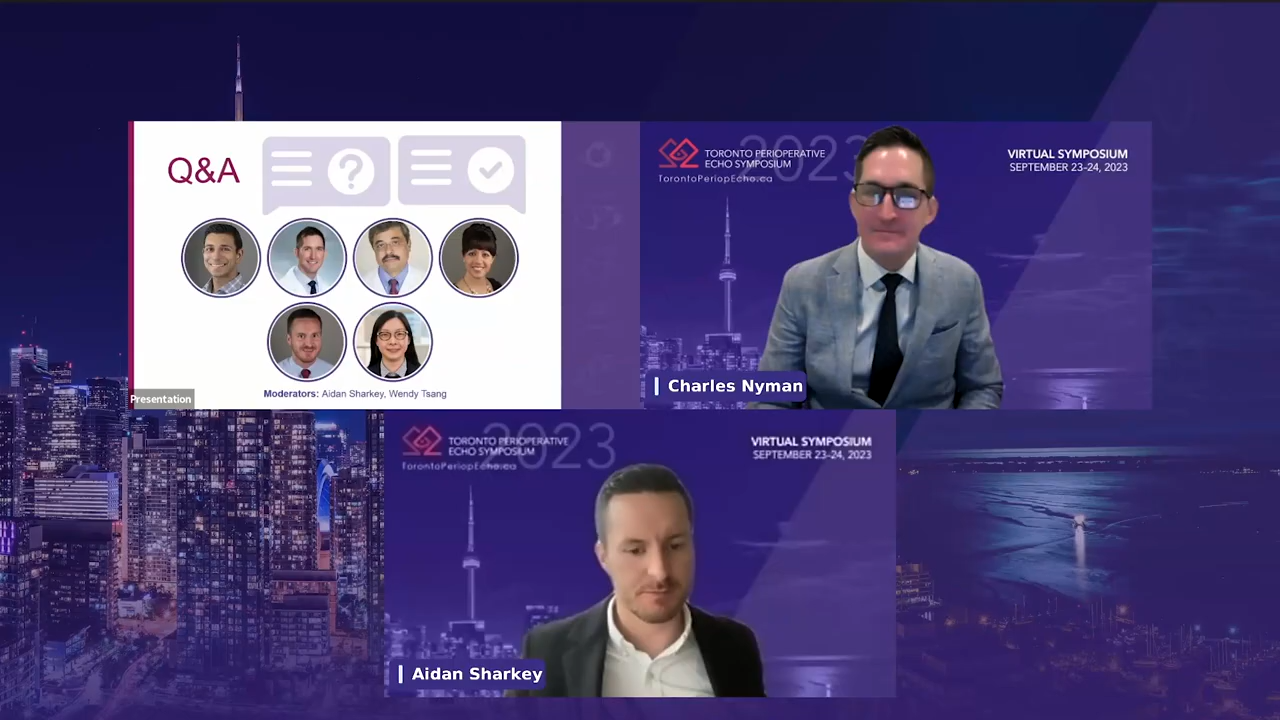 Q&A
Moderators: Aidan Sharkey, Wendy Tsang
Presentation
2023
TORONTO PERIOPERATIVE
ECHO SYMPOSIUM
TorontoPeriopEcho.ca
VIRTUAL SYMPOSIUM
SEPTEMBER 23-24, 2023
Charles Nyman
2023
TORONTO PERIOPERATIVE
ECHO SYMPOSIUM
TorontoPeriopEcho.ca
VIRTUAL SYMPOSIUM
SEPTEMBER 23-24, 2023
Aidan Sharkey